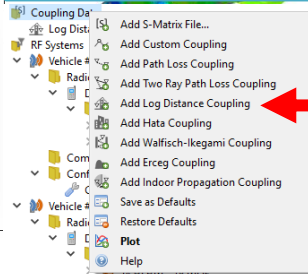 Coupling Da
Log Dista
RF Systems
Vehicle #
Radi
D
Com
Conf
C
Vehicle #
Radi
D
Add S-Matrix File...
Add Custom Coupling
Add Path Loss Coupling
Add Two Ray Path Loss Coupling
Add Log Distance Coupling
Add Hata Coupling
Add Walfisch-Ikegami Coupling
Add Erceg Coupling
Add Indoor Propagation Coupling
Save as Defaults
Restore Defaults
Plot
Help